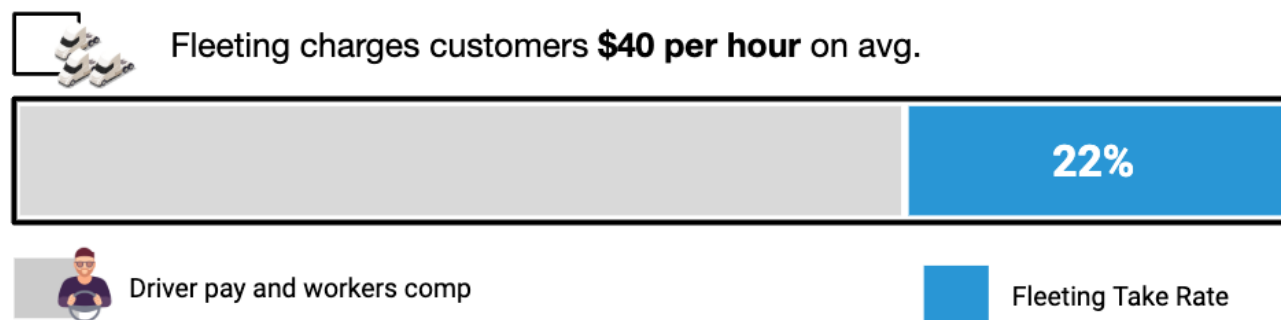 Fleeting charges customers $40 per hour on avg.
22%
Driver pay and workers comp
Fleeting Take Rate